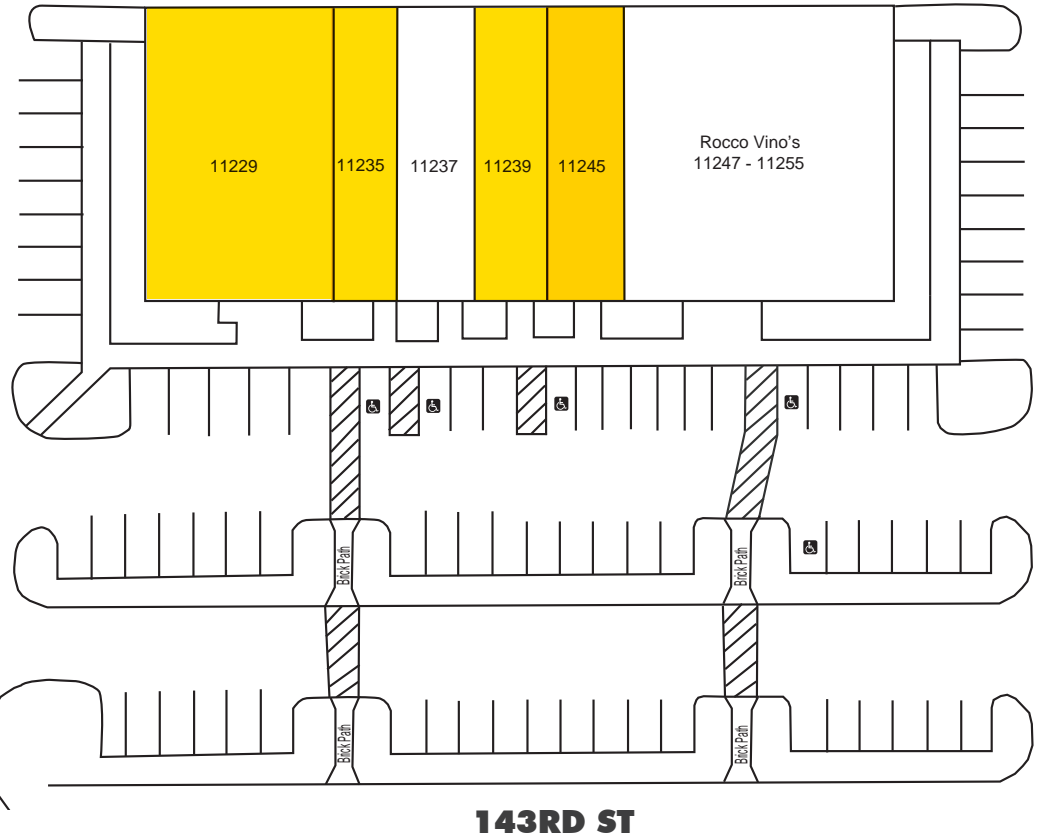 11229
11235
11237
11239
11245
Rocco Vino's
11247 - 11255
Brick Path
Brick Path
Brick Path
Brick Path
143RD ST